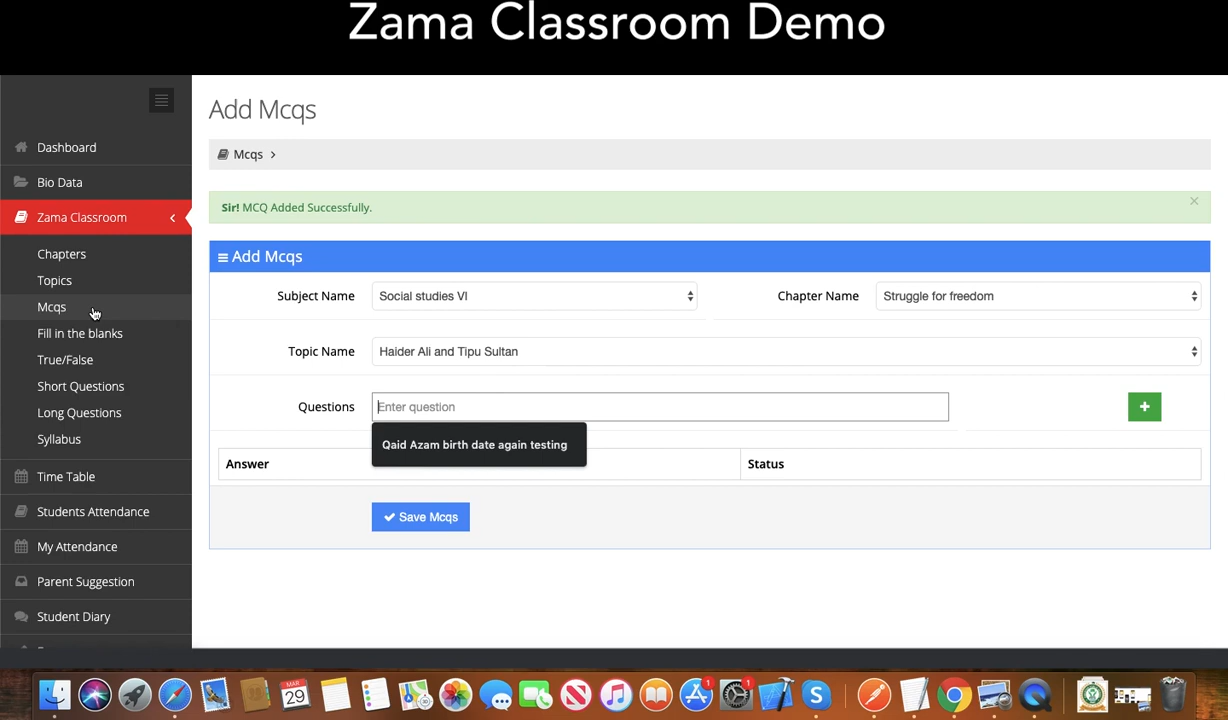 Zama Classroom Demo
Add Mcqs
Dashboard
Mcqs >
Bio Data
Sir! MCQ Added Successfully. ×
Zama Classroom
Add Mcqs
Chapters
Topics
Mcqs
Fill in the blanks
True/False
Short Questions
Long Questions
Syllabus
Time Table
Students Attendance
My Attendance
Parent Suggestion
Student Diary
Subject Name Social studies VI Chapter Name Struggle for freedom
Topic Name Haider Ali and Tipu Sultan
Questions Enter question +
Qaid Azam birth date again testing
Answer Status
Save Mcqs
MAR
29
1
1